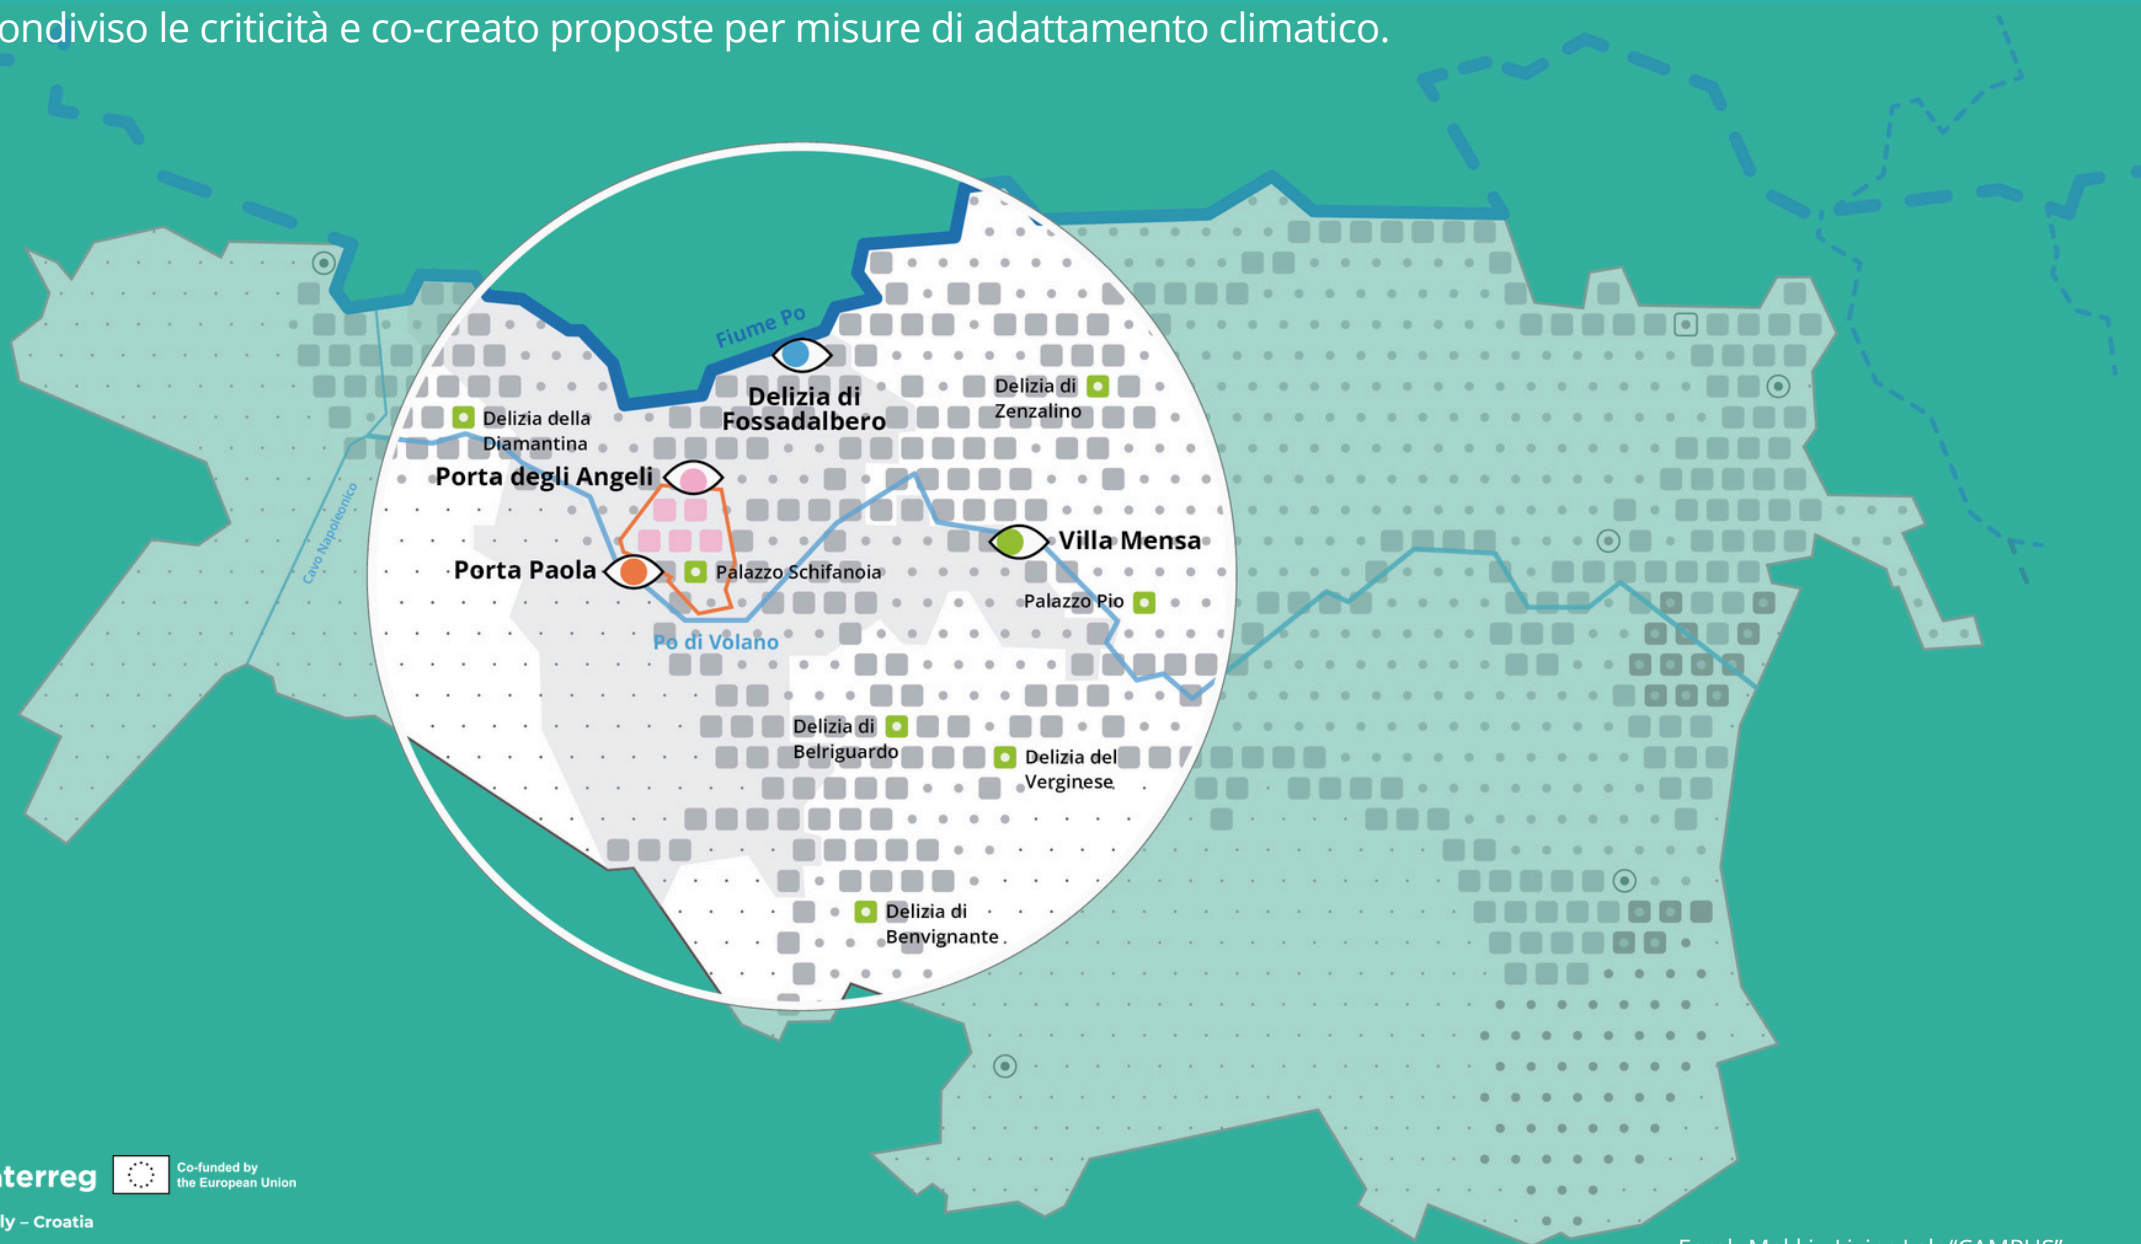 ondiviso le criticità e co-creato proposte per misure di adattamento climatico.
Fiume Po
Delizia di
Fossadalbero
Delizia di
Zenzalino
Delizia della
Diamantina
Porta degli Angeli
Cavo Napoleonico
Villa Mensa
Porta Paola
Palazzo Schifanoia
Palazzo Pio
Po di Volano
Delizia di
Belriguardo
Delizia del
Verginese
Delizia di
Benvignante
terreg
Co-funded by
the European Union
ly – Croatia